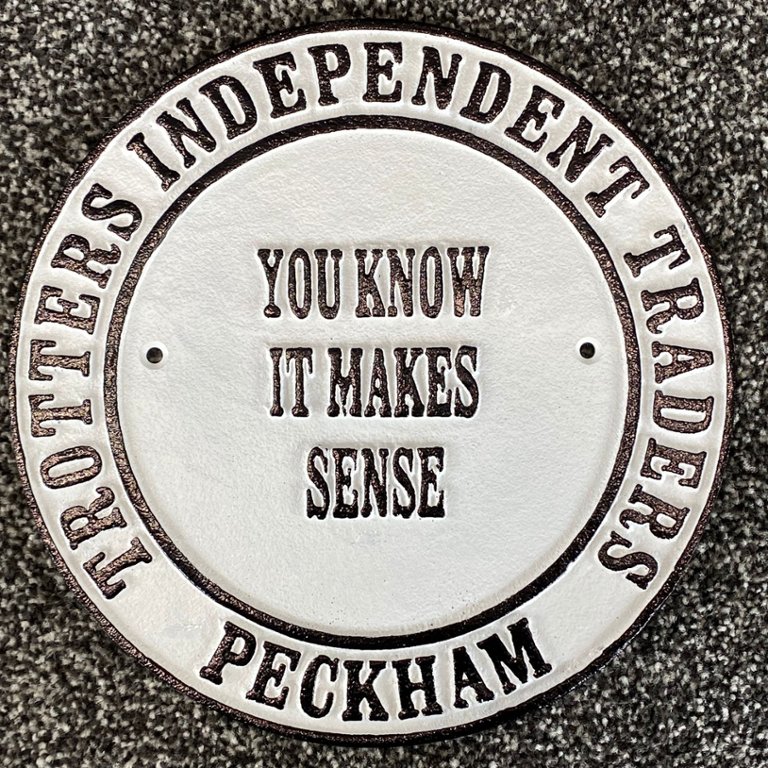 TROTTERS INDEPENDENT TRADERS
YOU KNOW
IT MAKES
SENSE
PECKHAM